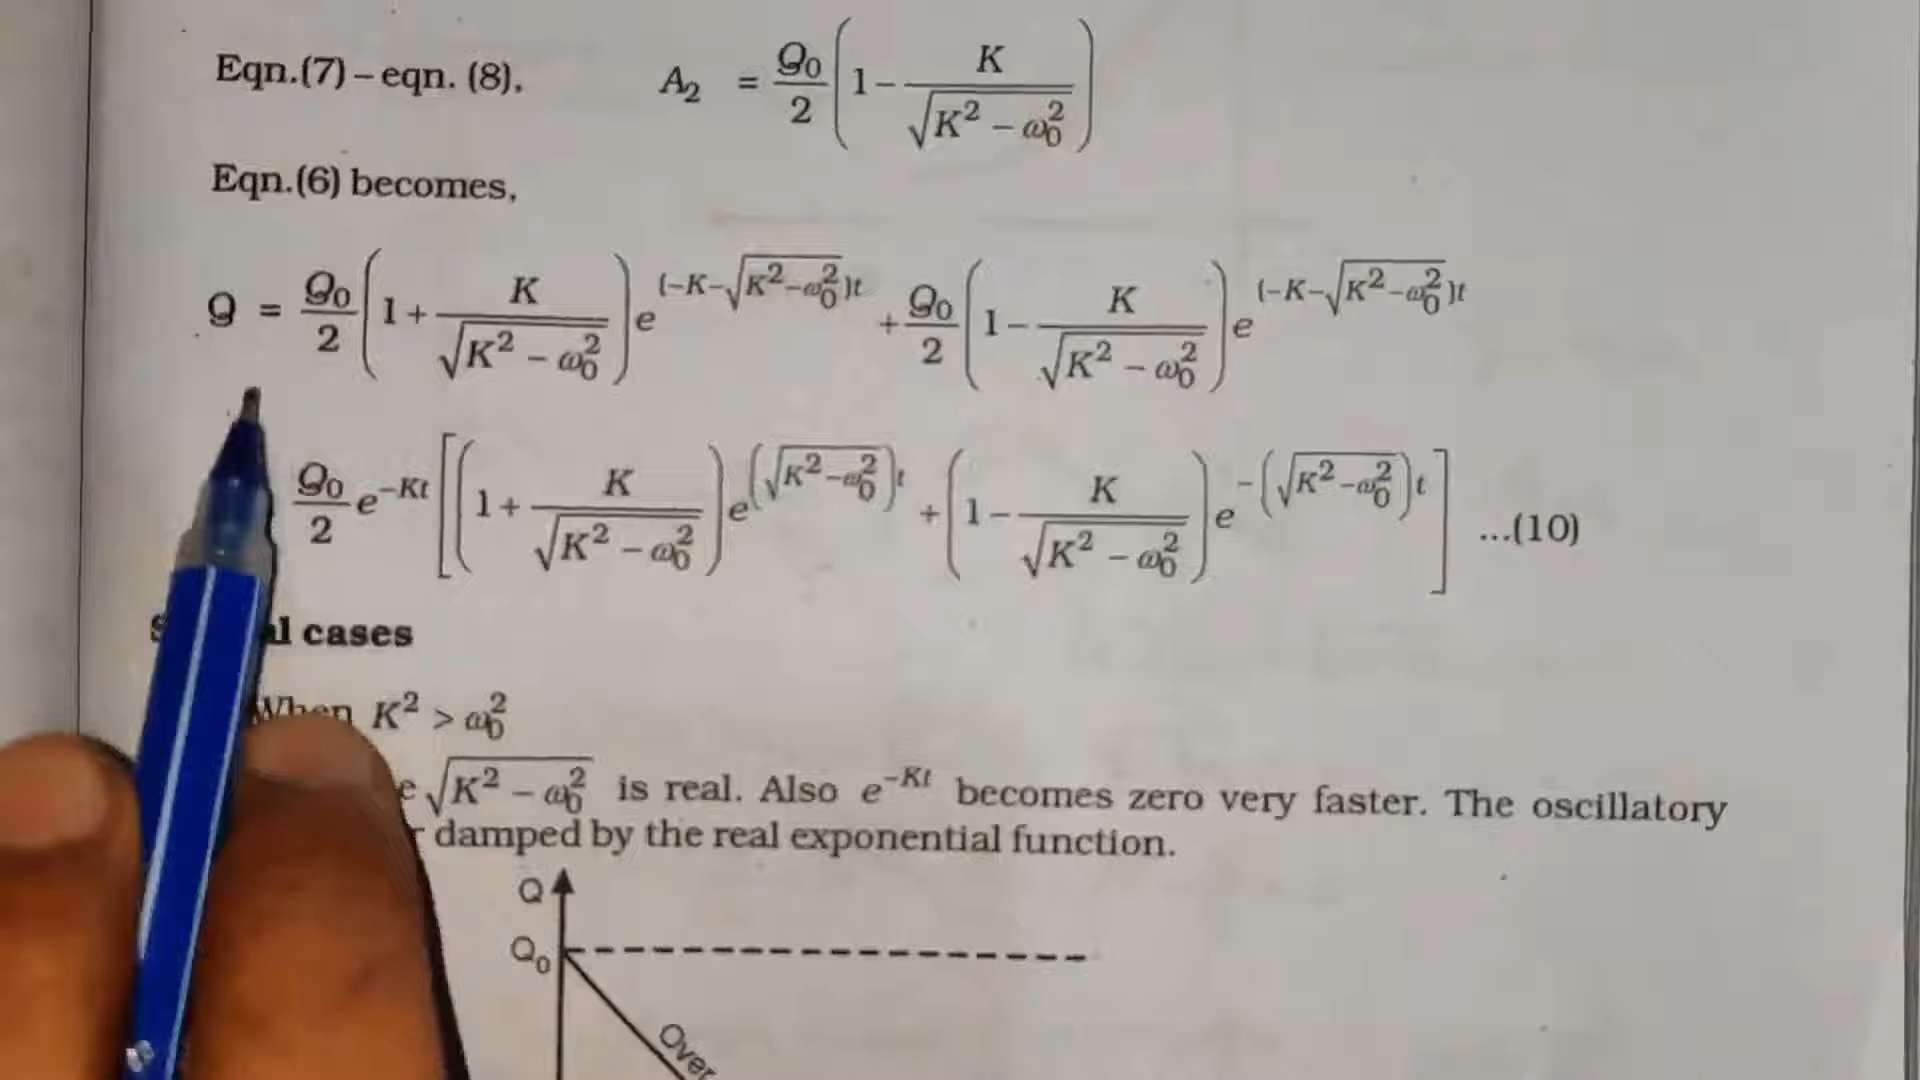 Eqn.(7) – eqn. (8), A₂ = Q₀/2 (1 – K/√(K² – ω₀²))
Eqn.(6) becomes,
Q = Q₀/2 (1 + K/√(K² – ω₀²)) e^(–K–√(K²–ω₀²))t + Q₀/2 (1 – K/√(K² – ω₀²)) e^(–K–√(K²–ω₀²))t
Q₀/2 e^–Kt [(1 + K/√(K² – ω₀²)) e^(√(K²–ω₀²))t + (1 – K/√(K² – ω₀²)) e^–(√(K²–ω₀²))t] ...(10)
cases
When K² > ω₀²
√(K² – ω₀²) is real. Also e^–Kt becomes zero very faster. The oscillatory
damped by the real exponential function.
Q
Q₀
Over